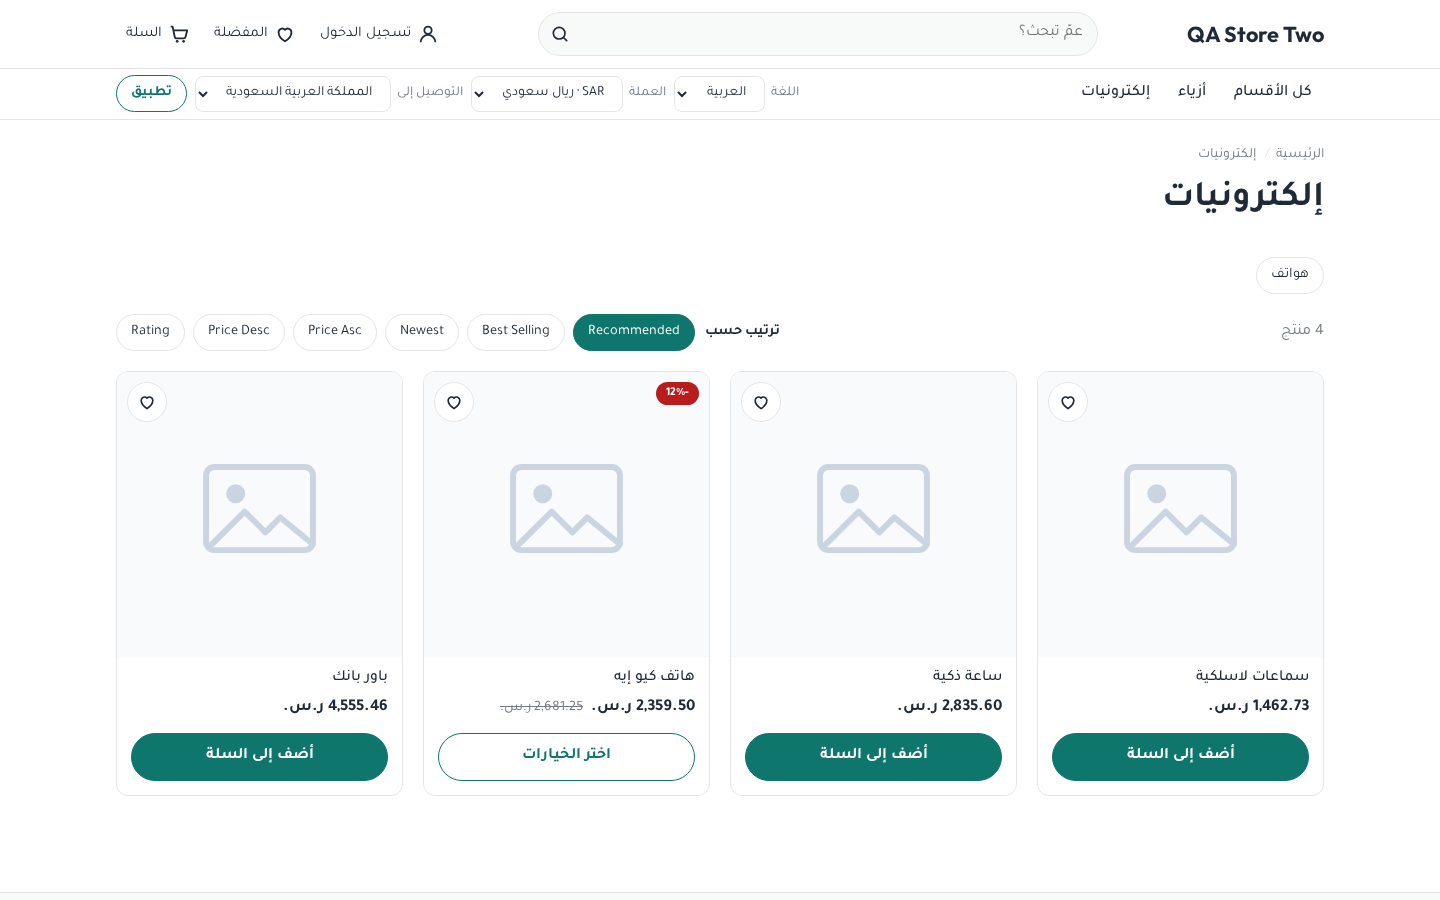 QA Store Two
عمّ تبحث؟
تسجيل الدخول
المفضلة
السلة
كل الأقسام
أزياء
إلكترونيات
اللغة
العربية
العملة
SAR · ريال سعودي
التوصيل إلى
المملكة العربية السعودية
تطبيق
الرئيسية / إلكترونيات
إلكترونيات
هواتف
4 منتج
ترتيب حسب
Recommended
Best Selling
Newest
Price Asc
Price Desc
Rating
-12%
سماعات لاسلكية
1,462.73 ر.س.
أضف إلى السلة
ساعة ذكية
2,835.60 ر.س.
أضف إلى السلة
هاتف كيو إيه
2,359.50 ر.س. 2,681.25 ر.س.
اختر الخيارات
باور بانك
4,555.46 ر.س.
أضف إلى السلة